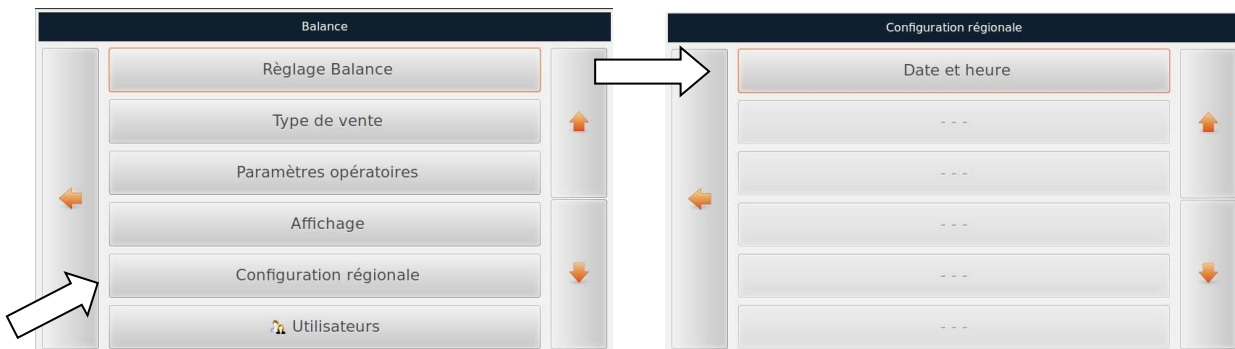 Balance
Règlage Balance
Type de vente
Paramètres opératoires
Affichage
Configuration régionale
Utilisateurs
Configuration régionale
Date et heure
- - -
- - -
- - -
- - -
- - -